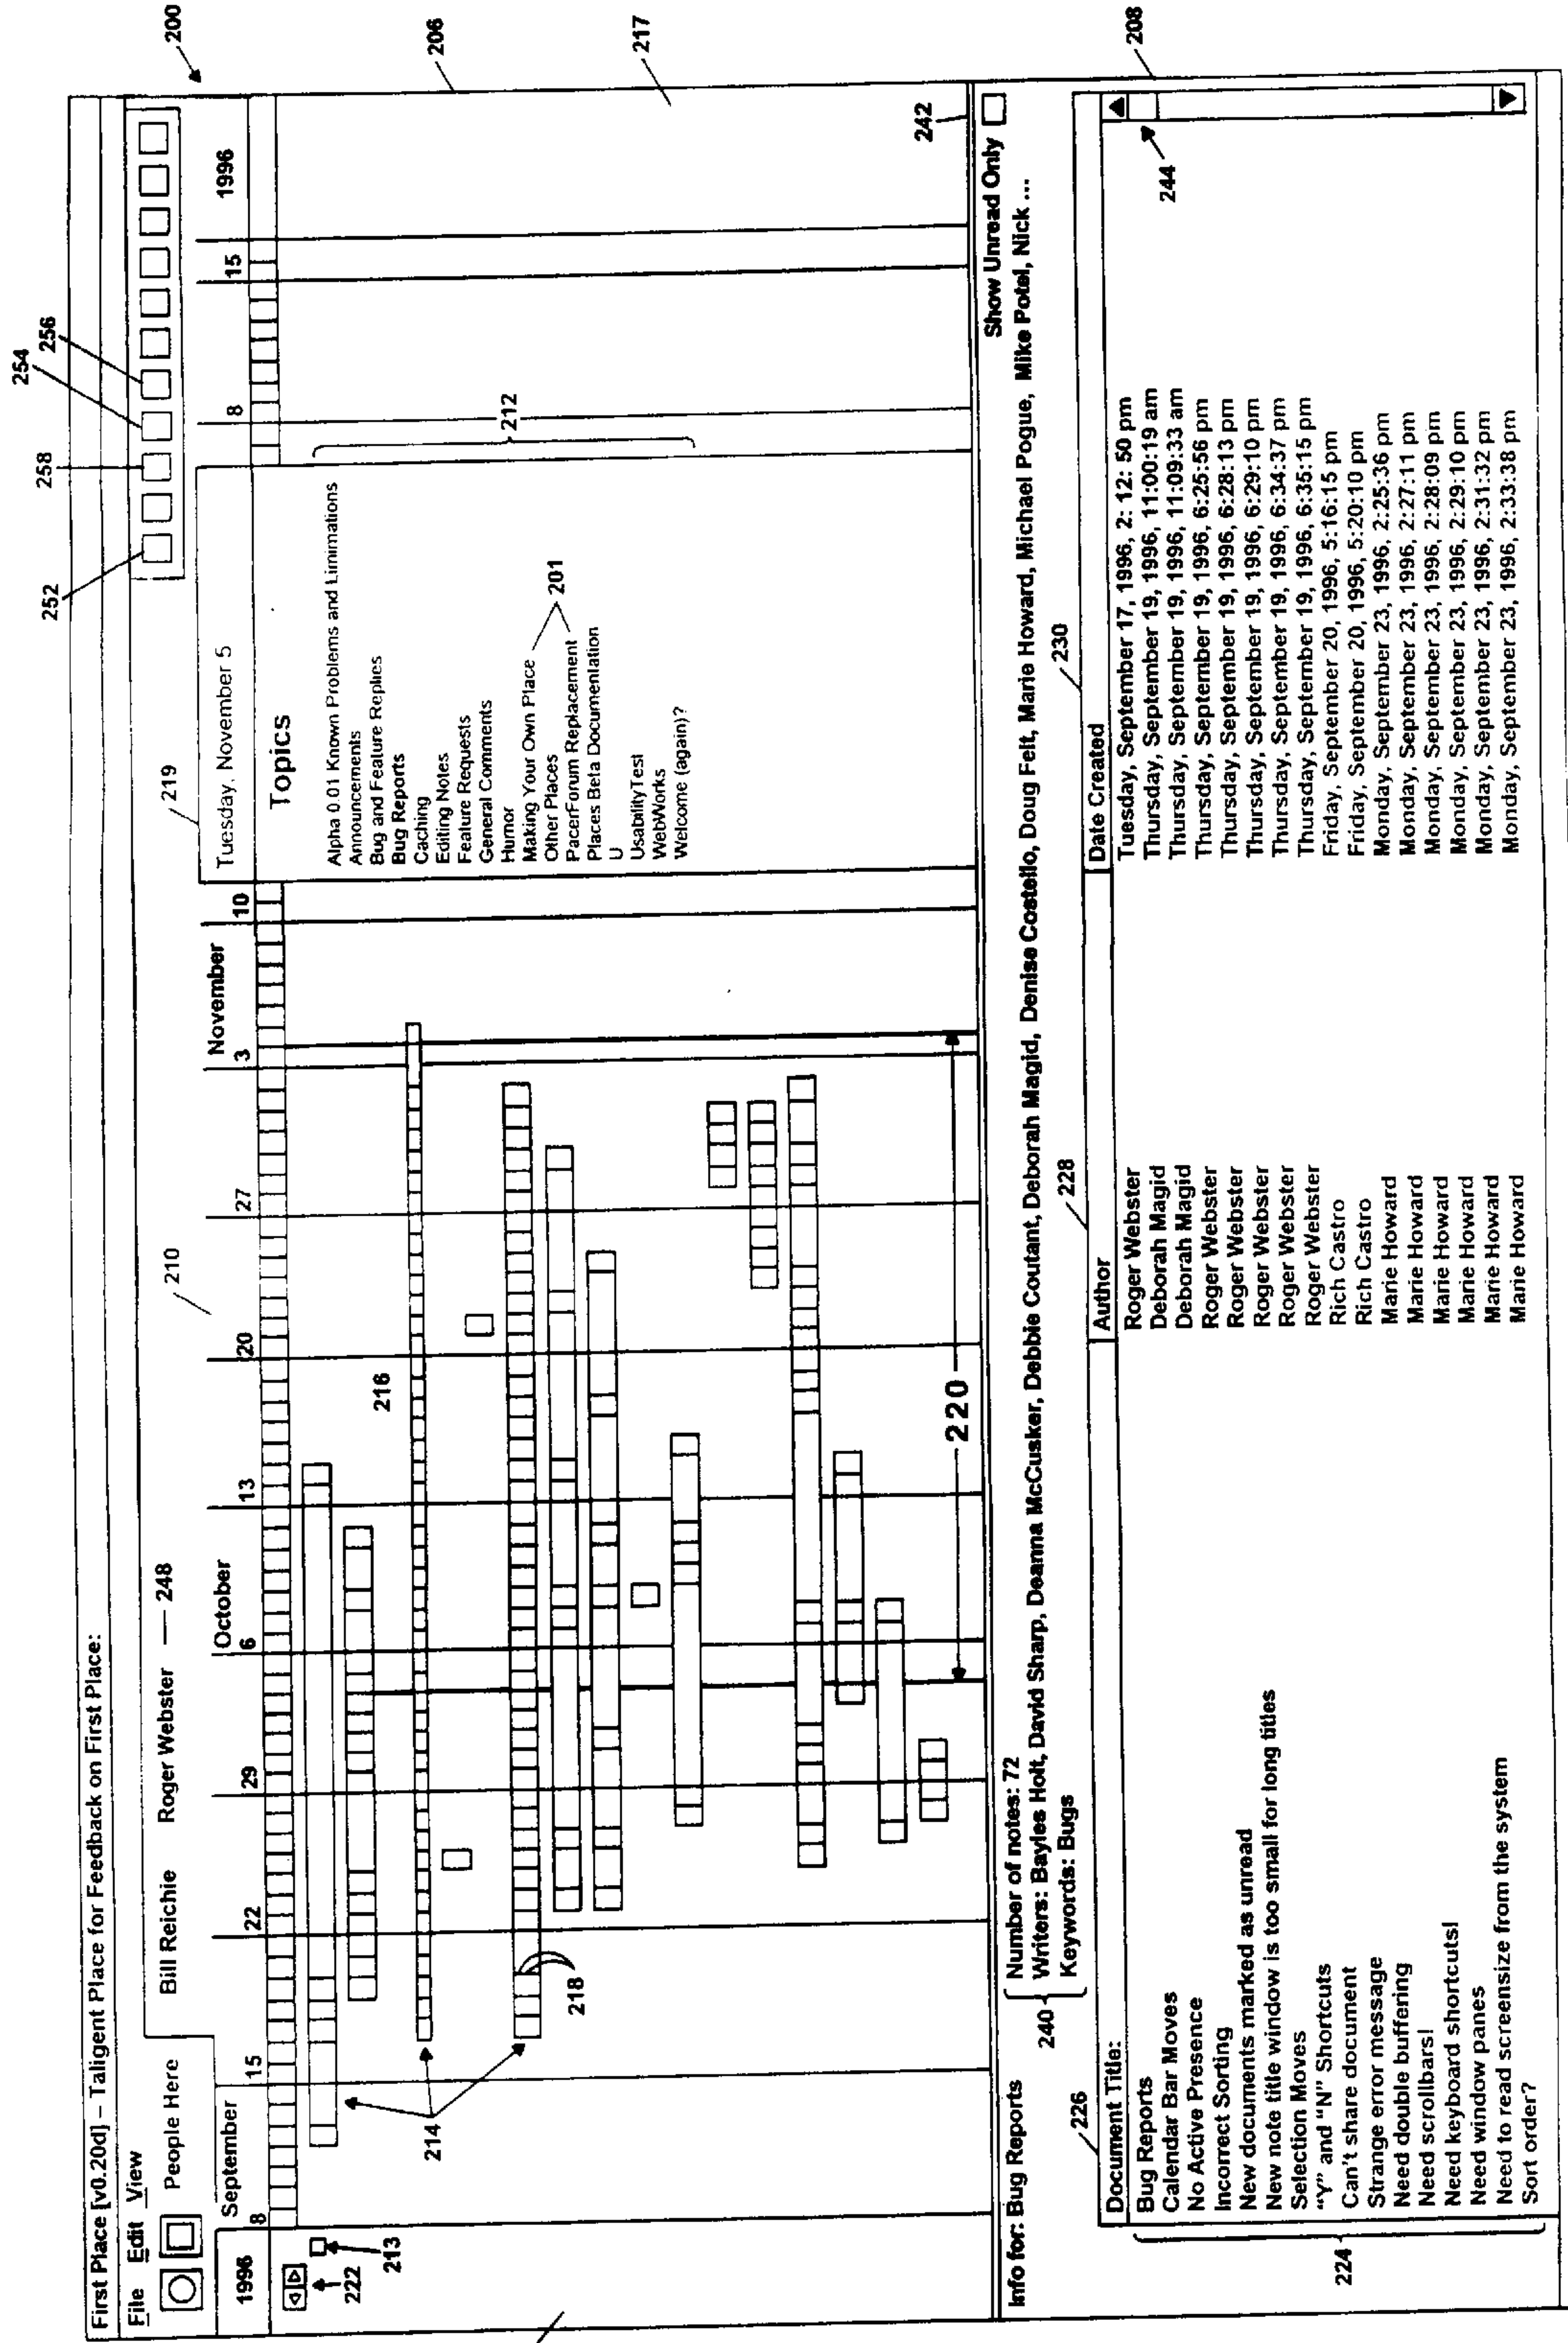 First Place [v0.20d] – Taligent Place for Feedback on First Place:
File Edit View
People Here Bill Reichie Roger Webster — 248
252 258 254 256
200
210
219
1996 September October November Tuesday, November 5 1996
8 15 22 29 6 13 20 27 3 10 8 15
222
213
214
216
218
220
Topics
Alpha 0.01 Known Problems and Limimations
Announcements
Bug and Feature Replies
Bug Reports
Caching
Editing Notes
Feature Requests
General Comments
Humor
Making Your Own Place
Other Places
PacerForum Replacement
Places Beta Documentation
U
UsabilityTest
WebWorks
Welcome (again)?
201
212
206
217
242
Info for: Bug Reports
240
Number of notes: 72
Show Unread Only
Writers: Bayles Holt, David Sharp, Deanna McCusker, Debbie Coutant, Deborah Magid, Denise Costello, Doug Felt, Marie Howard, Michael Pogue, Mike Potel, Nick ...
Keywords: Bugs
226 228 230
208
244
224
Document Title: Author Date Created
Bug Reports Roger Webster Tuesday, September 17, 1996, 2: 12: 50 pm
Calendar Bar Moves Deborah Magid Thursday, September 19, 1996, 11:00:19 am
No Active Presence Deborah Magid Thursday, September 19, 1996, 11:09:33 am
Incorrect Sorting Roger Webster Thursday, September 19, 1996, 6:25:56 pm
New documents marked as unread Roger Webster Thursday, September 19, 1996, 6:28:13 pm
New note title window is too small for long titles Roger Webster Thursday, September 19, 1996, 6:29:10 pm
Selection Moves Roger Webster Thursday, September 19, 1996, 6:34:37 pm
"Y" and "N" Shortcuts Roger Webster Thursday, September 19, 1996, 6:35:15 pm
Can't share document Rich Castro Friday, September 20, 1996, 5:16:15 pm
Strange error message Rich Castro Friday, September 20, 1996, 5:20:10 pm
Need double buffering Marie Howard Monday, September 23, 1996, 2:25:36 pm
Need scrollbars! Marie Howard Monday, September 23, 1996, 2:27:11 pm
Need keyboard shortcuts! Marie Howard Monday, September 23, 1996, 2:28:09 pm
Need window panes Marie Howard Monday, September 23, 1996, 2:29:10 pm
Need to read screensize from the system Marie Howard Monday, September 23, 1996, 2:31:32 pm
Sort order? Marie Howard Monday, September 23, 1996, 2:33:38 pm